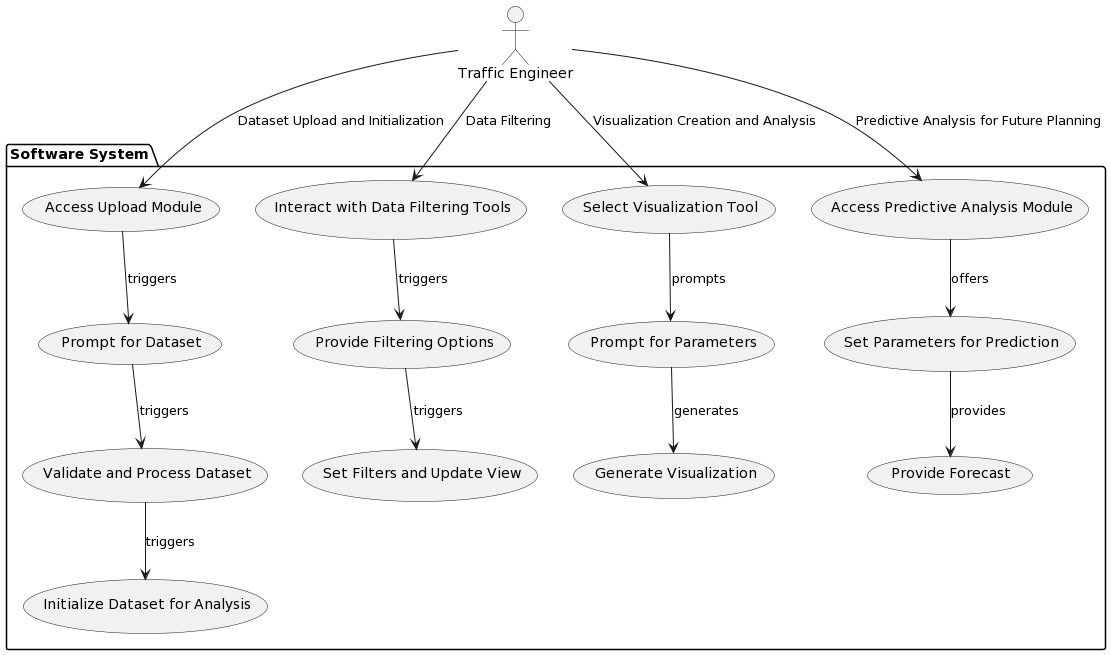 Traffic Engineer
Dataset Upload and Initialization
Data Filtering
Visualization Creation and Analysis
Predictive Analysis for Future Planning
Software System
Access Upload Module
Interact with Data Filtering Tools
Select Visualization Tool
Access Predictive Analysis Module
triggers
triggers
prompts
offers
Prompt for Dataset
Provide Filtering Options
Prompt for Parameters
Set Parameters for Prediction
triggers
triggers
generates
provides
Validate and Process Dataset
Set Filters and Update View
Generate Visualization
Provide Forecast
triggers
Initialize Dataset for Analysis